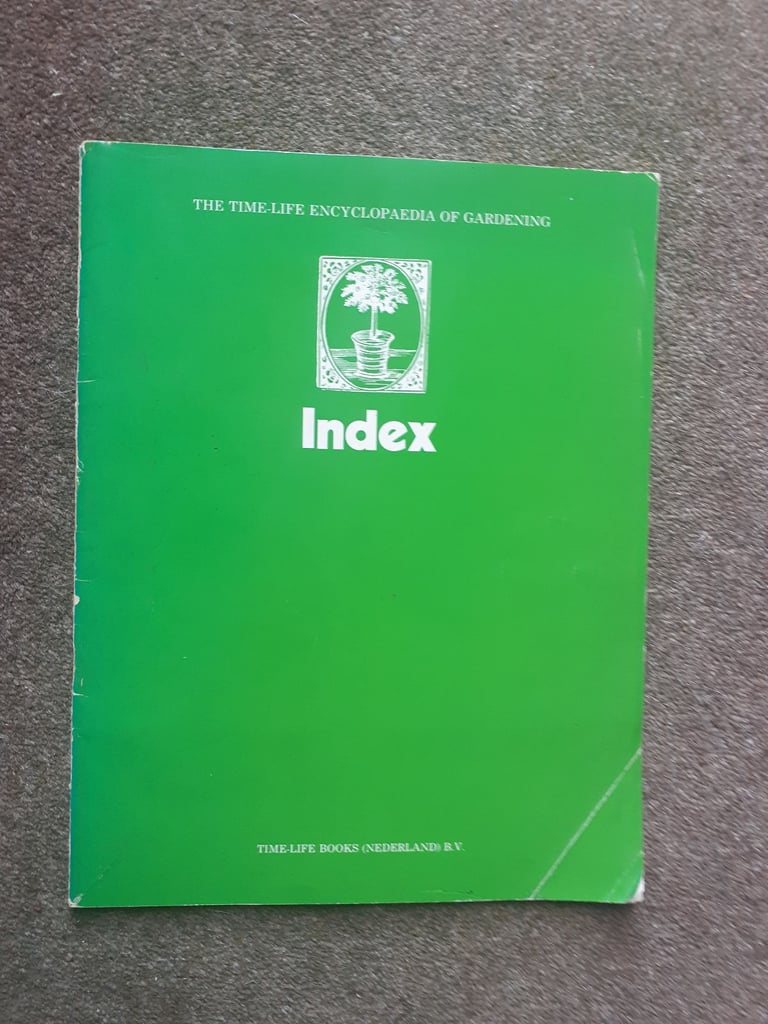 THE TIME-LIFE ENCYCLOPAEDIA OF GARDENING
Index
TIME-LIFE BOOKS (NEDERLAND) B.V.